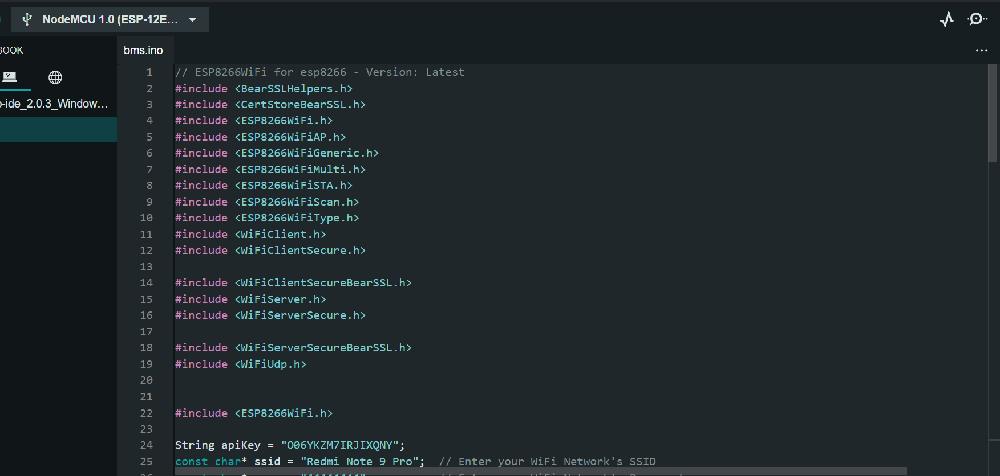 NodeMCU 1.0 (ESP-12E...
BOOK
bms.ino
o-ide_2.0.3_Window...
1 // ESP8266WiFi for esp8266 - Version: Latest
2 #include <BearSSLHelpers.h>
3 #include <CertStoreBearSSL.h>
4 #include <ESP8266WiFi.h>
5 #include <ESP8266WiFiAP.h>
6 #include <ESP8266WiFiGeneric.h>
7 #include <ESP8266WiFiMulti.h>
8 #include <ESP8266WiFiSTA.h>
9 #include <ESP8266WiFiScan.h>
10 #include <ESP8266WiFiType.h>
11 #include <WiFiClient.h>
12 #include <WiFiClientSecure.h>
13
14 #include <WiFiClientSecureBearSSL.h>
15 #include <WiFiServer.h>
16 #include <WiFiServerSecure.h>
17
18 #include <WiFiServerSecureBearSSL.h>
19 #include <WiFiUdp.h>
20
21
22 #include <ESP8266WiFi.h>
23
24 String apiKey = "O06YKZM7IRJIXQNY";
25 const char* ssid = "Redmi Note 9 Pro"; // Enter your WiFi Network's SSID